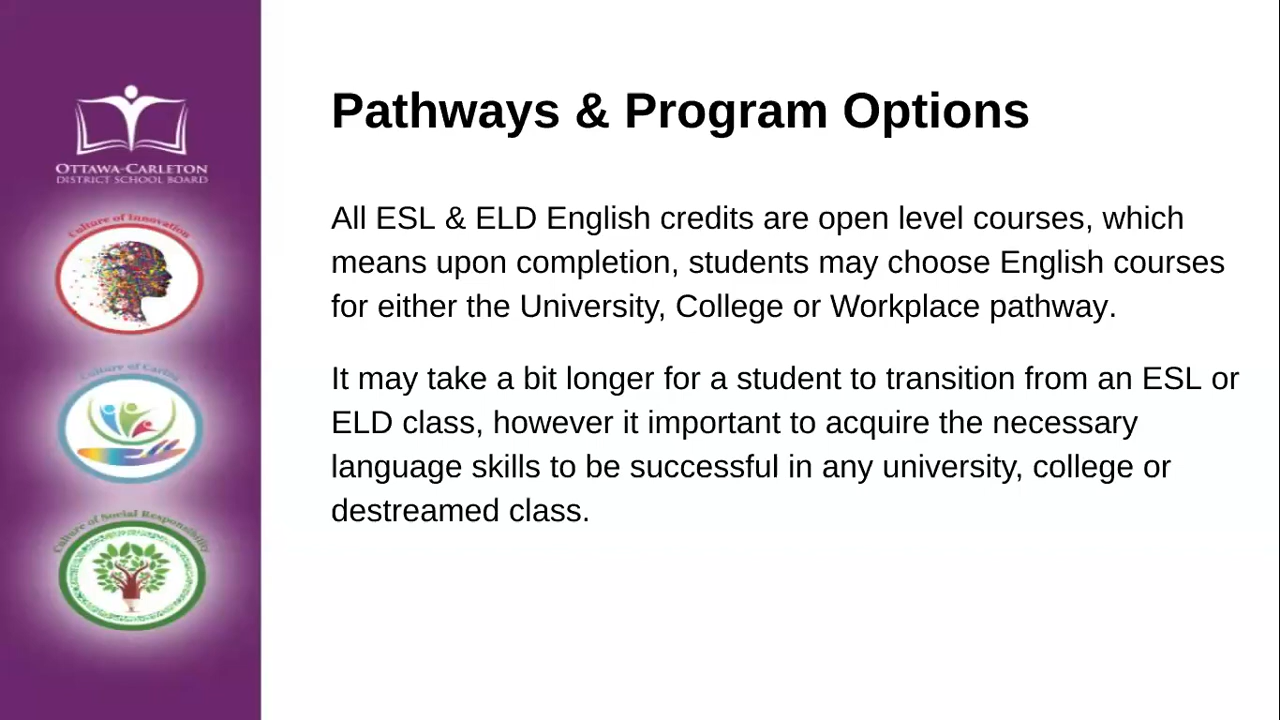 OTTAWA-CARLETON
DISTRICT SCHOOL BOARD
Culture of Innovation
Culture of Caring
Culture of Social Responsibility
Pathways & Program Options
All ESL & ELD English credits are open level courses, which
means upon completion, students may choose English courses
for either the University, College or Workplace pathway.
It may take a bit longer for a student to transition from an ESL or
ELD class, however it important to acquire the necessary
language skills to be successful in any university, college or
destreamed class.